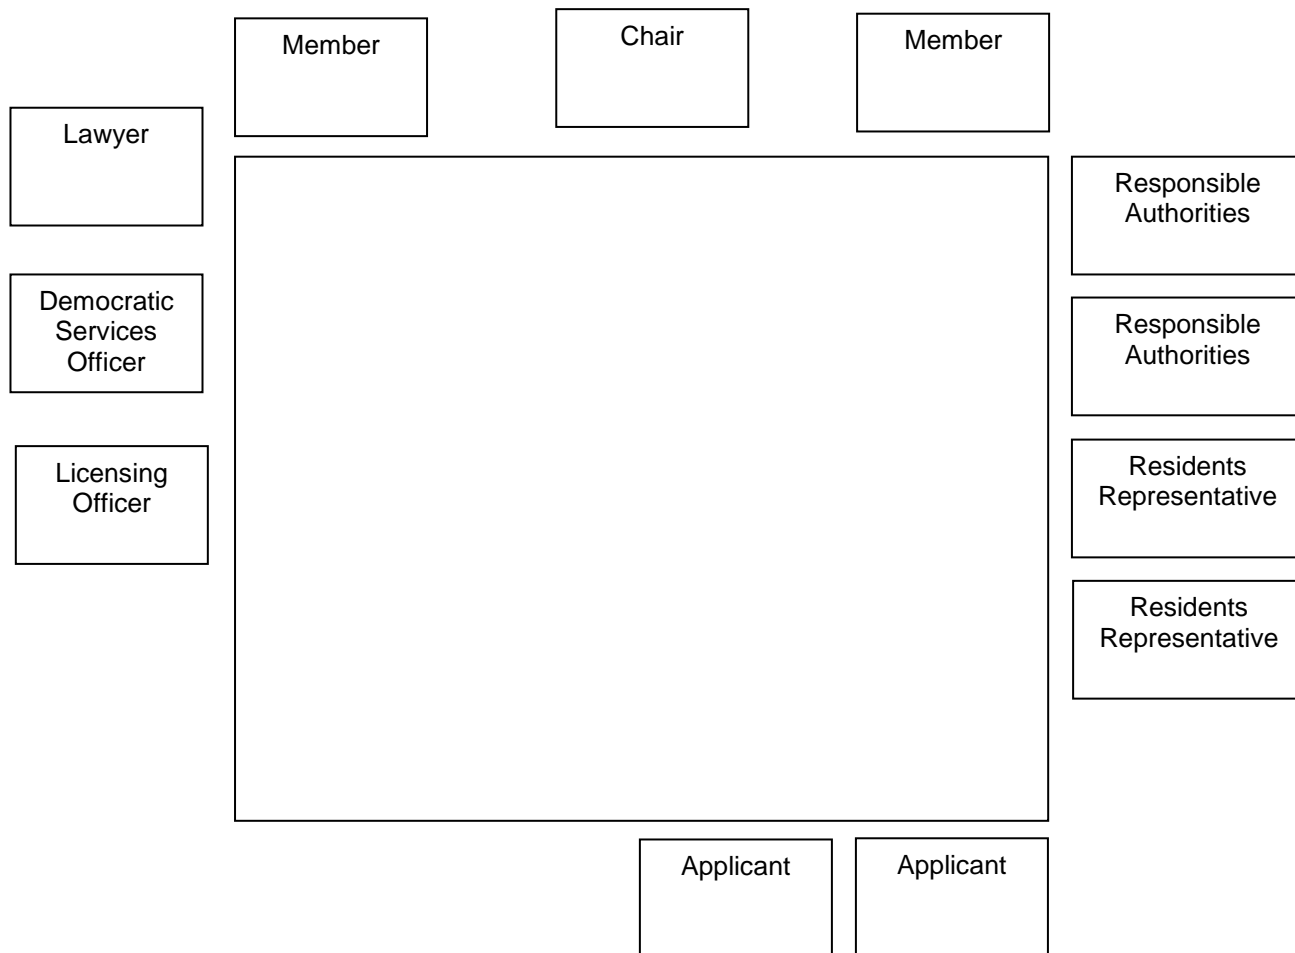 Member
Chair
Member
Lawyer
Responsible
Authorities
Democratic
Services
Officer
Responsible
Authorities
Licensing
Officer
Residents
Representative
Residents
Representative
Applicant
Applicant